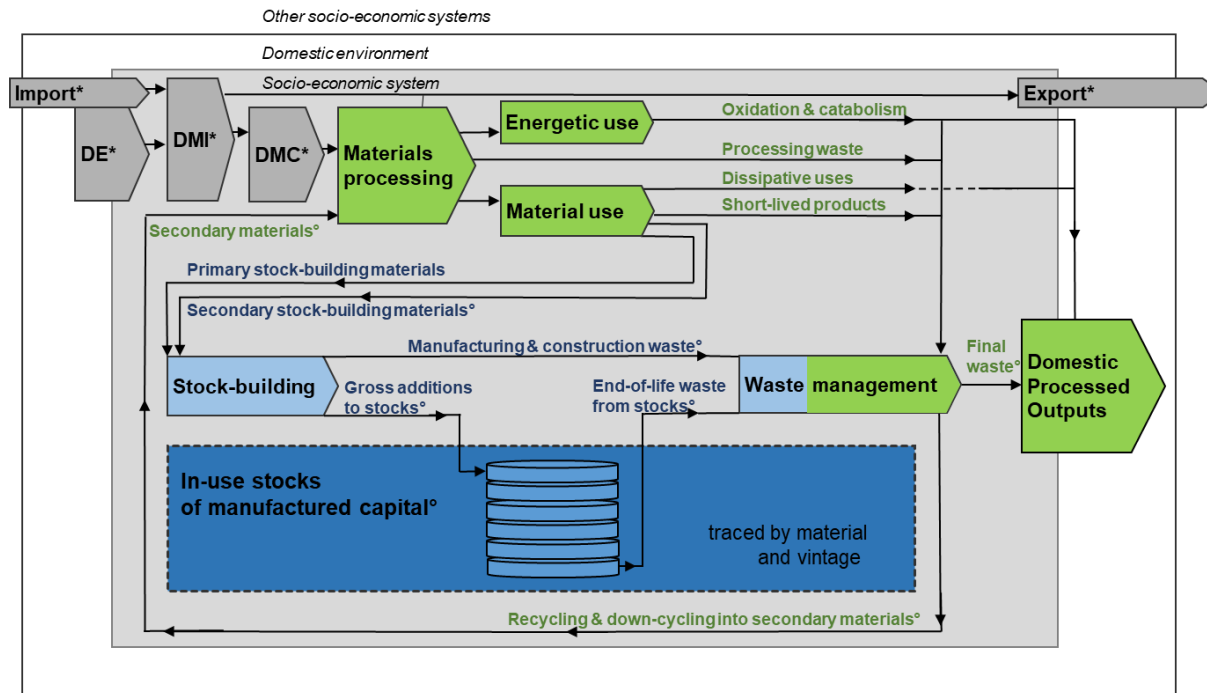 Other socio-economic systems
Domestic environment
Socio-economic system
Import*
Export*
DE*
DMI*
DMC*
Materials
processing
Energetic use
Oxidation & catabolism
Processing waste
Dissipative uses
Material use
Short-lived products
Secondary materials°
Primary stock-building materials
Secondary stock-building materials°
Manufacturing & construction waste°
Stock-building
Gross additions
to stocks°
End-of-life waste
from stocks°
Waste management
Final
waste°
Domestic
Processed
Outputs
In-use stocks
of manufactured capital°
traced by material
and vintage
Recycling & down-cycling into secondary materials°